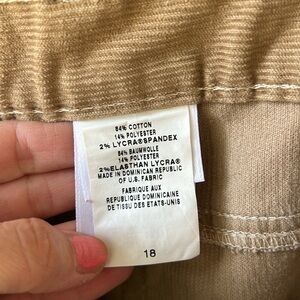 84% COTTON
14% POLYESTER
2% LYCRA®SPANDEX
84% BAUMWOLLE
14% POLYESTER
2%ELASTHAN LYCRA®
MADE IN DOMINICAN REPUBLIC
OF U.S. FABRIC
FABRIQUE AUX
REPUBLIQUE DOMINICAINE
DE TISSU DES ETATS-UNIS
18